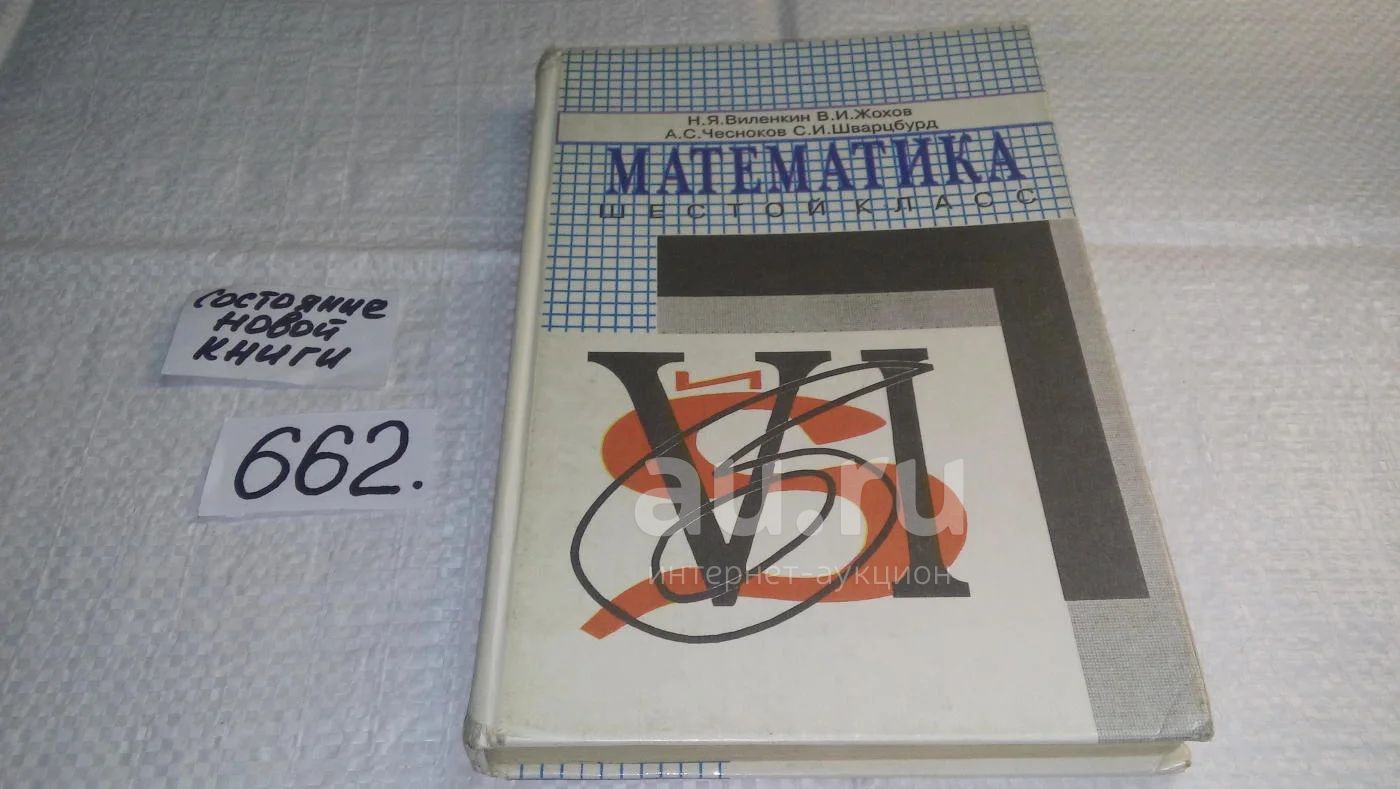 Н.Я.Виленкин В.И.Жохов
А.С.Чесноков С.И.Шварцбурд
МАТЕМАТИКА
ШЕСТОЙ КЛАСС
состояние
новой
книги
662.
VI
au.ru
интернет-аукцион